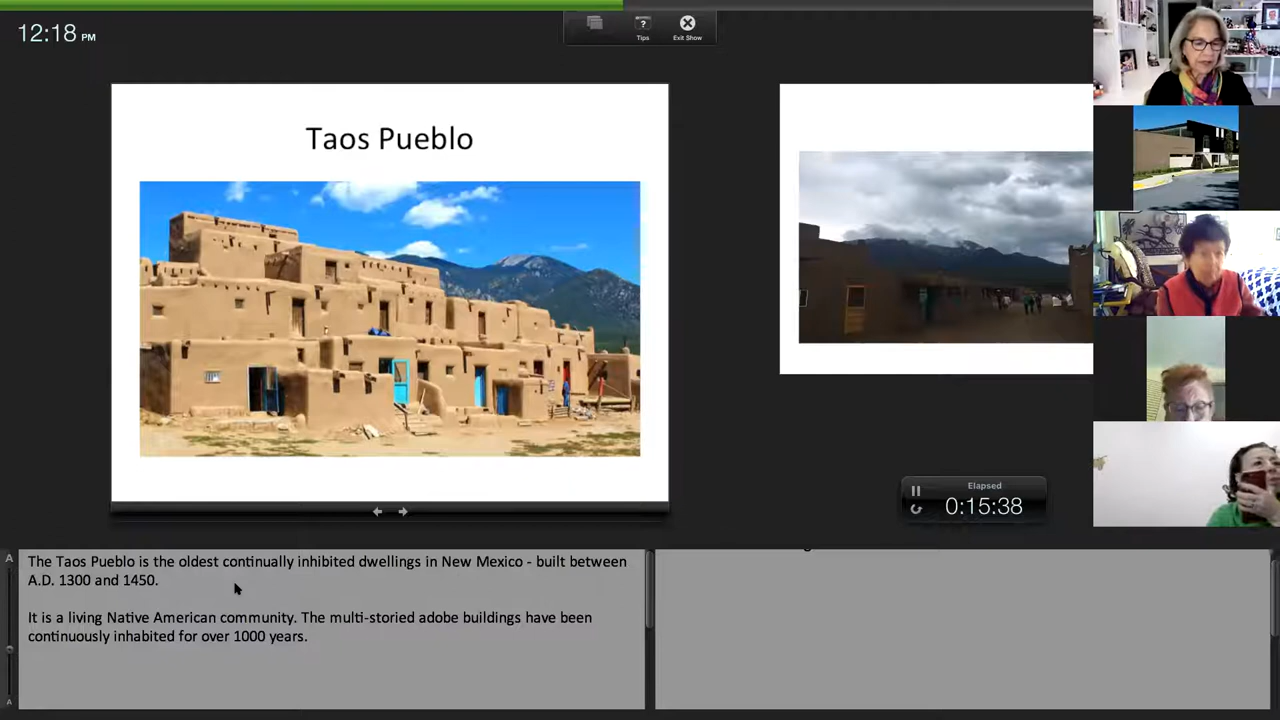 12:18 PM
Tips
Exit Show
Taos Pueblo
Elapsed
0:15:38
A
The Taos Pueblo is the oldest continually inhibited dwellings in New Mexico - built between
A.D. 1300 and 1450.
It is a living Native American community. The multi-storied adobe buildings have been
continuously inhabited for over 1000 years.
A